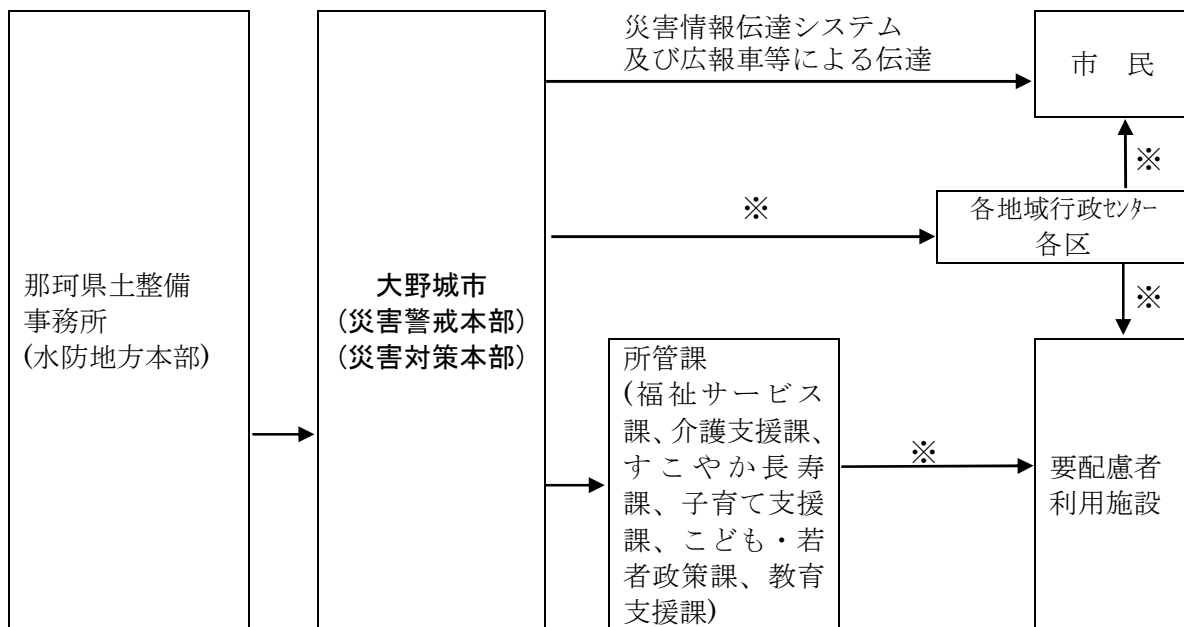 災害情報伝達システム
及び広報車等による伝達
市　民
※
※
各地域行政ｾﾝﾀｰ
各区
※
那珂県土整備
事務所
(水防地方本部)
大野城市
(災害警戒本部)
(災害対策本部)
所管課
(福祉サービス
課、介護支援課、
すこやか長寿
課、子育て支援
課、こども・若
者政策課、教育
支援課)
※
要配慮者
利用施設